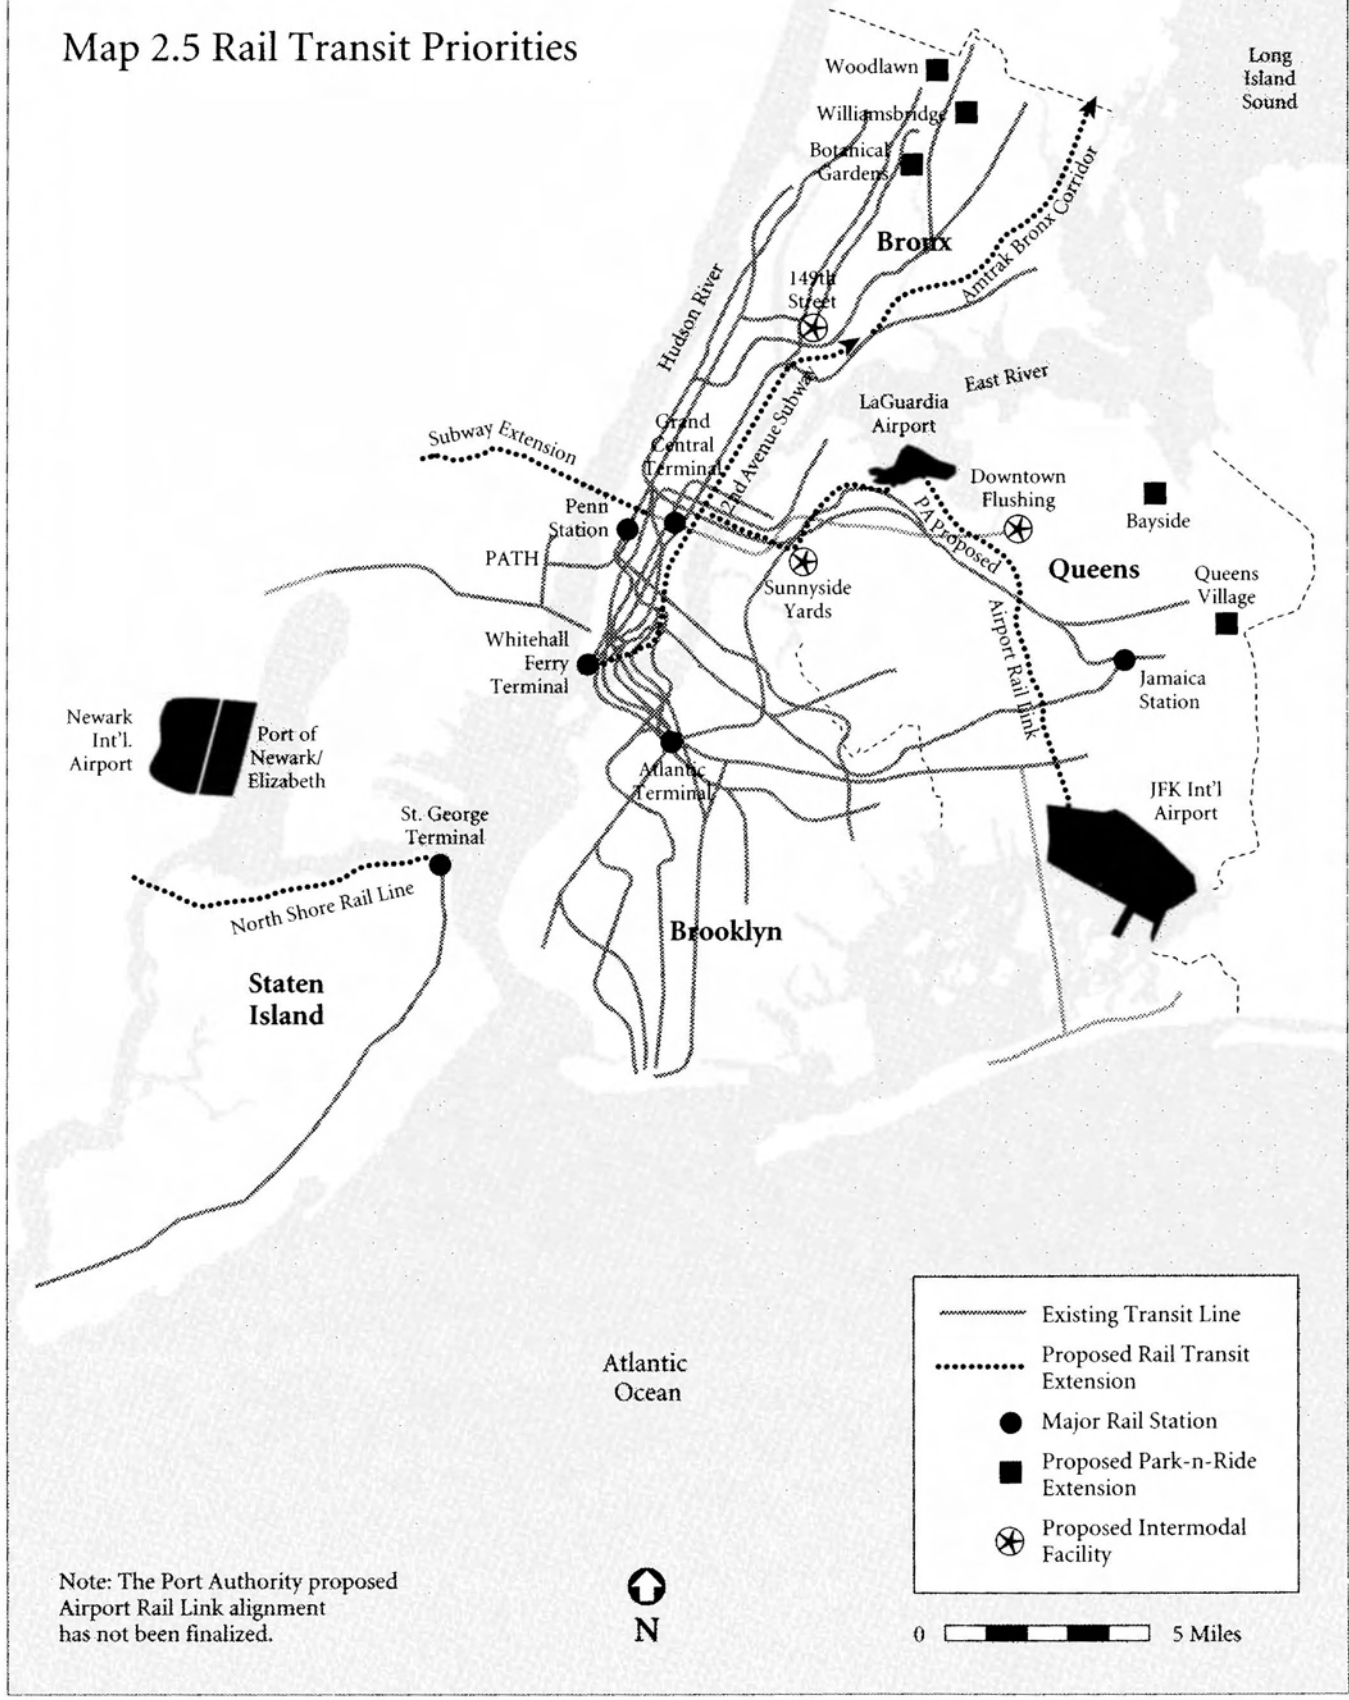 Map 2.5 Rail Transit Priorities
Long
Island
Sound
Woodlawn
Williamsbridge
Botanical
Gardens
Bronx
Amtrak Bronx Corridor
149th
Street
Hudson River
East River
LaGuardia
Airport
Subway Extension
Grand
Central
Terminal
2nd Avenue Subway
Downtown
Flushing
Penn
Station
PA Proposed
Airport Rail Link
Bayside
PATH
Sunnyside
Yards
Queens
Queens
Village
Whitehall
Ferry
Terminal
Jamaica
Station
Newark
Int'l.
Airport
Port of
Newark/
Elizabeth
Atlantic
Terminal
JFK Int'l
Airport
St. George
Terminal
North Shore Rail Line
Brooklyn
Staten
Island
Atlantic
Ocean
Existing Transit Line
Proposed Rail Transit
Extension
Major Rail Station
Proposed Park-n-Ride
Extension
Proposed Intermodal
Facility
Note: The Port Authority proposed
Airport Rail Link alignment
has not been finalized.
N
0 5 Miles